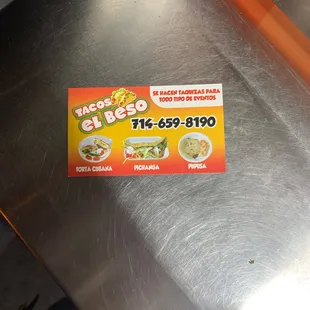 TACOS
EL BESO
SE HACEN TAQUIZAS PARA
TODO TIPO DE EVENTOS
714-659-8190
TORTA CUBANA
PICHANGA
PUPUSA